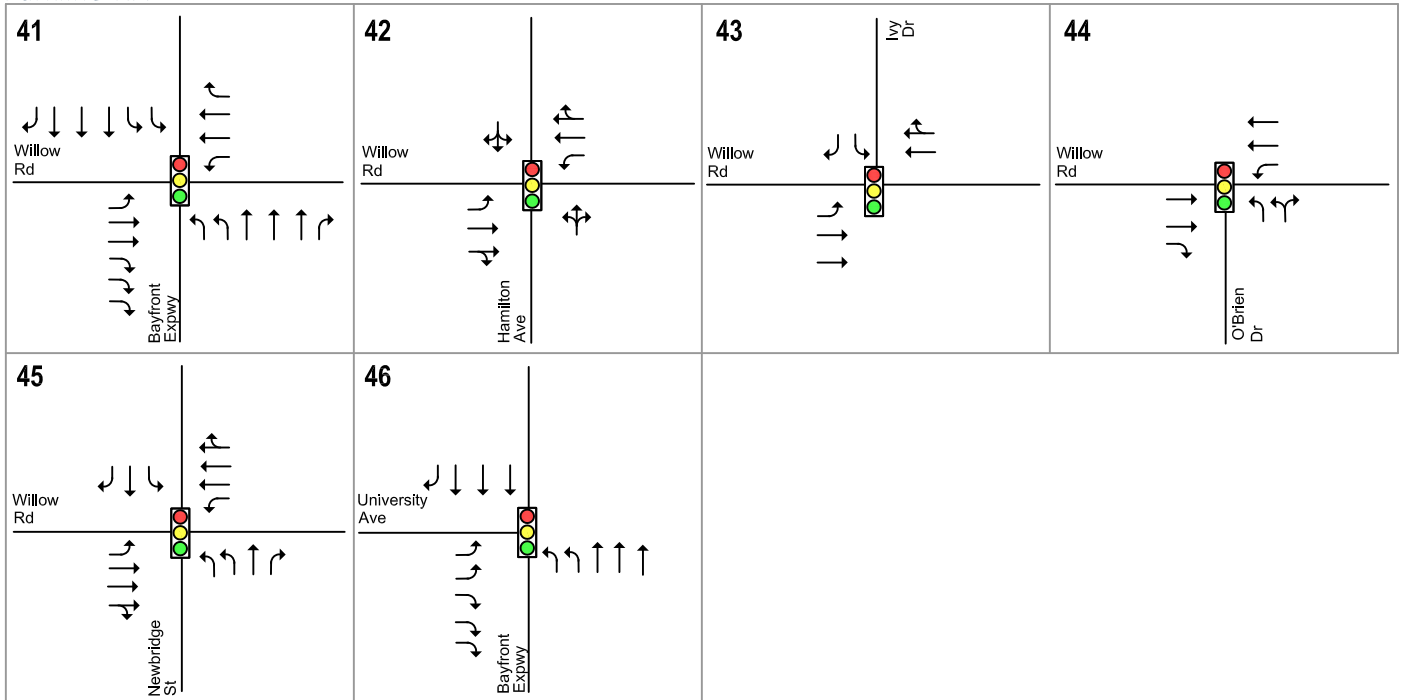 41
Willow
Rd
Bayfront
Expwy
42
Willow
Rd
Hamilton
Ave
43
Ivy
Dr
Willow
Rd
44
Willow
Rd
O'Brien
Dr
45
Willow
Rd
Newbridge
St
46
University
Ave
Bayfront
Expwy